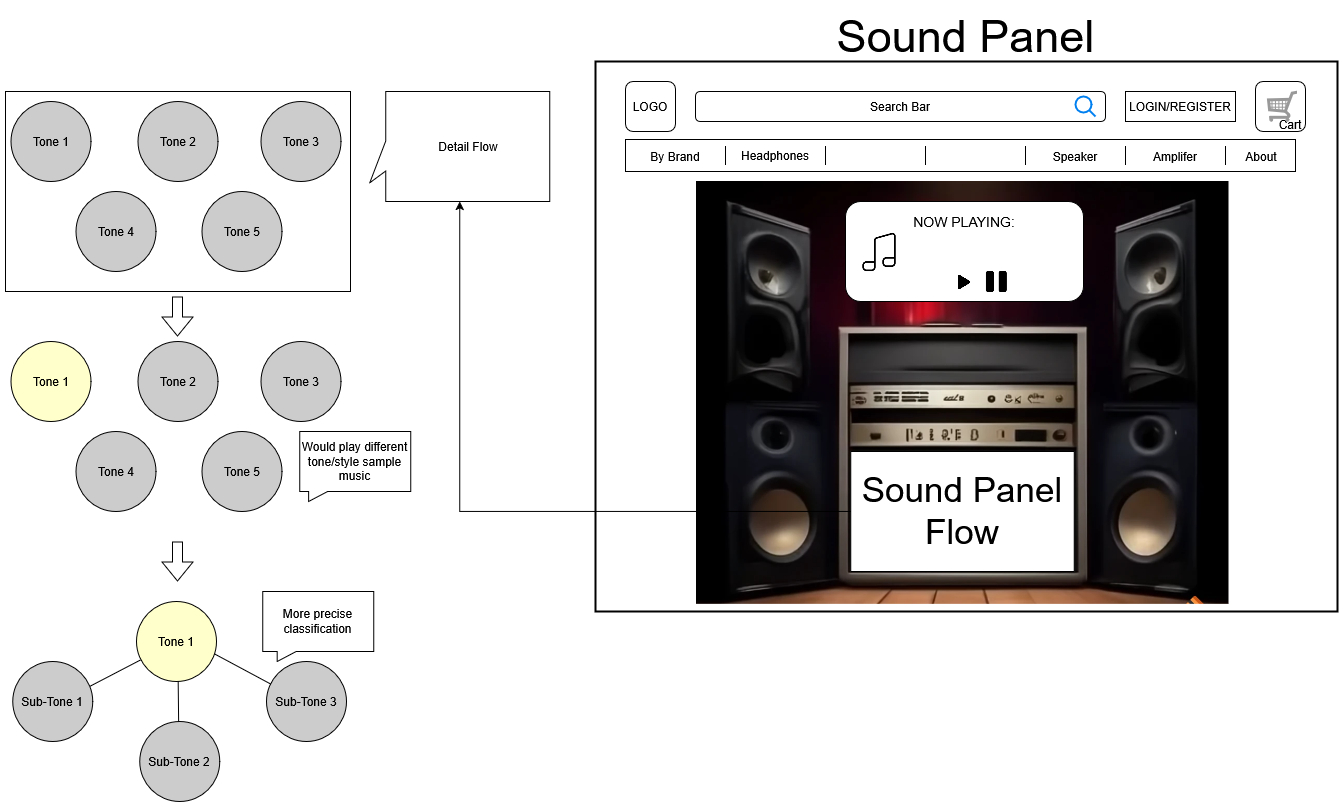 Sound Panel
LOGO
Search Bar
LOGIN/REGISTER
Cart
By Brand
Headphones
Speaker
Amplifer
About
NOW PLAYING:
Sound Panel
Flow
Detail Flow
Tone 1
Tone 2
Tone 3
Tone 4
Tone 5
Tone 1
Tone 2
Tone 3
Tone 4
Tone 5
Would play different
tone/style sample
music
More precise
classification
Tone 1
Sub-Tone 1
Sub-Tone 3
Sub-Tone 2